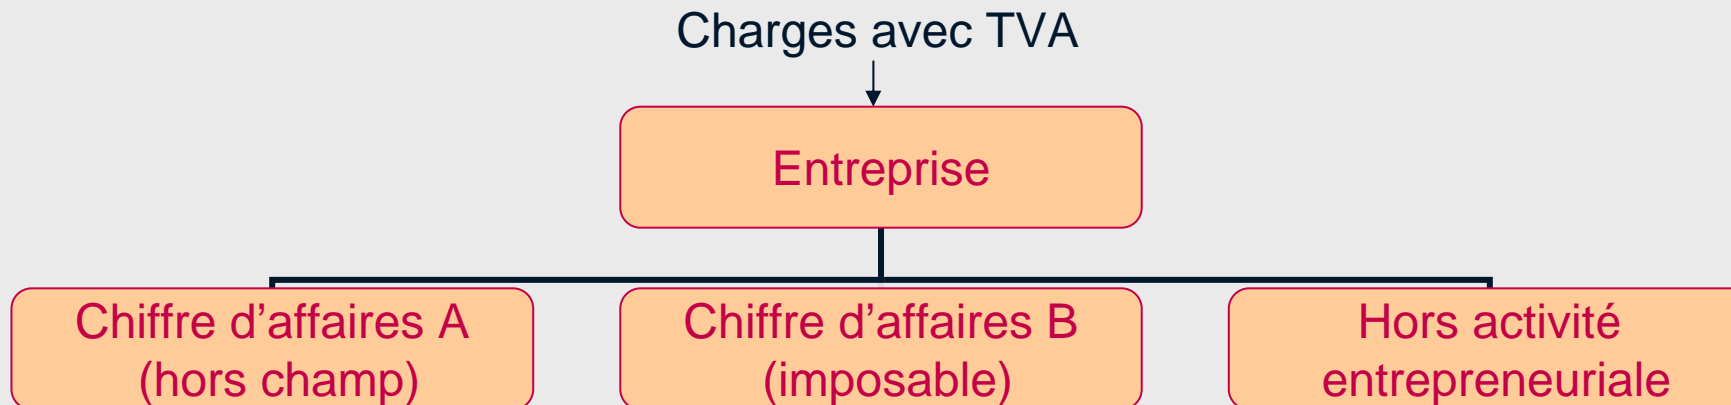 Charges avec TVA
Entreprise
Chiffre d’affaires A
(hors champ)
Chiffre d’affaires B
(imposable)
Hors activité
entrepreneuriale